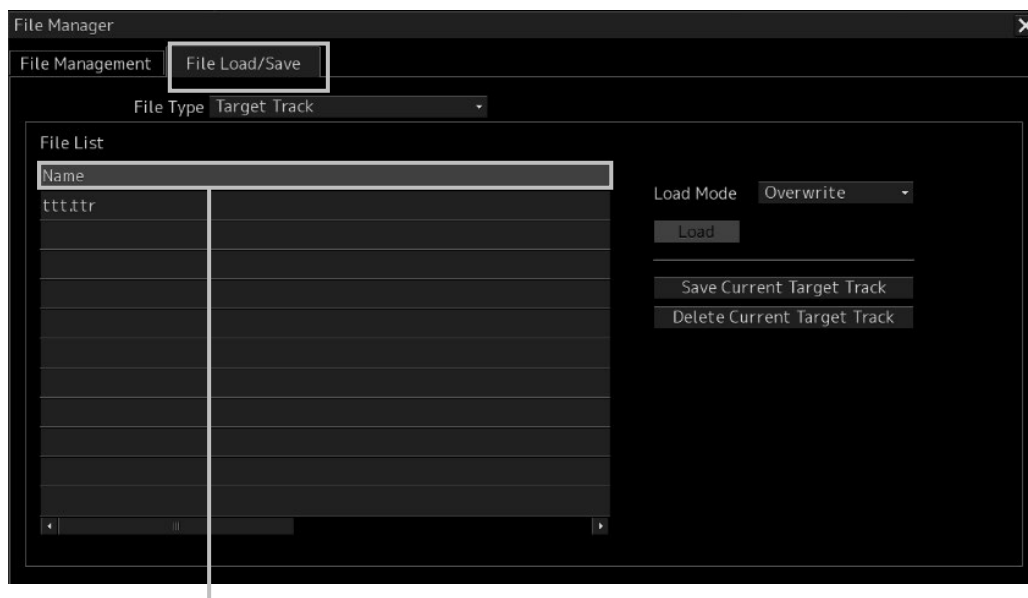 File Manager
File Management File Load/Save
File Type Target Track
File List
Name
ttt.ttr
Load Mode Overwrite
Load
Save Current Target Track
Delete Current Target Track